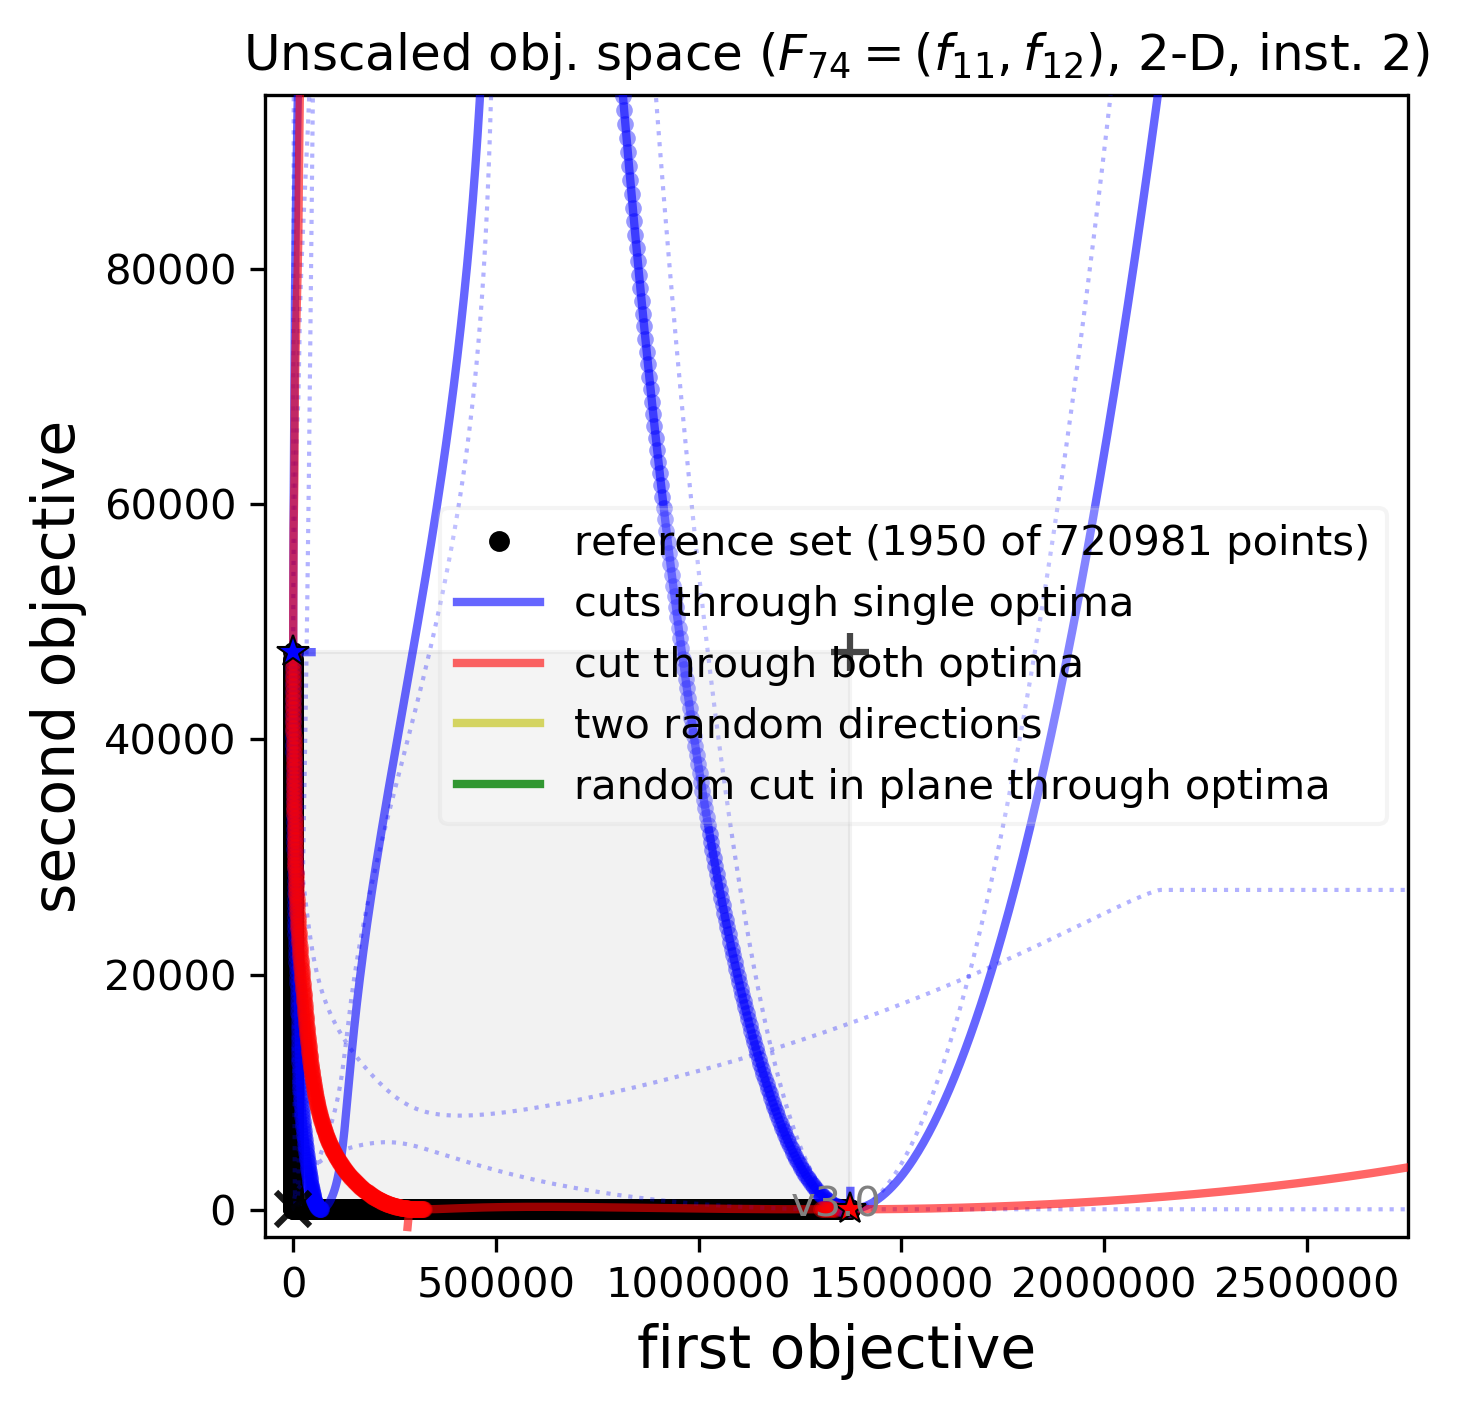 Unscaled obj. space (F74 = (f11, f12), 2-D, inst. 2)
second objective
80000
60000
40000
20000
0
reference set (1950 of 720981 points)
cuts through single optima
cut through both optima
two random directions
random cut in plane through optima
v3.0
0 500000 1000000 1500000 2000000 2500000
first objective